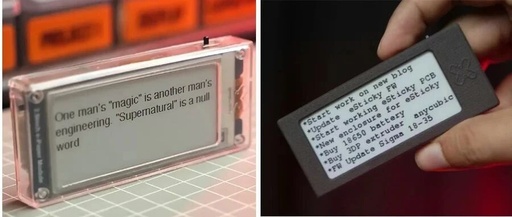 One man's "magic" is another man's
engineering. "Supernatural" is a null
word
*Start work on new blog
*Update eSticky FW
*Start working eSticky PCB
*New enclosure for eSticky
*Buy 18650 battery
*Buy 3DP extruder anycubic
*FW Update Sigma 18-35